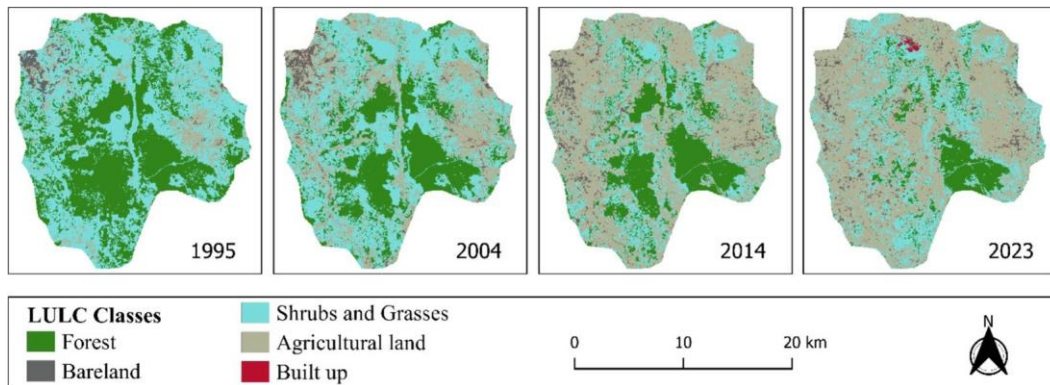 1995
2004
2014
2023
LULC Classes
Forest
Bareland
Shrubs and Grasses
Agricultural land
Built up
0 10 20 km
N